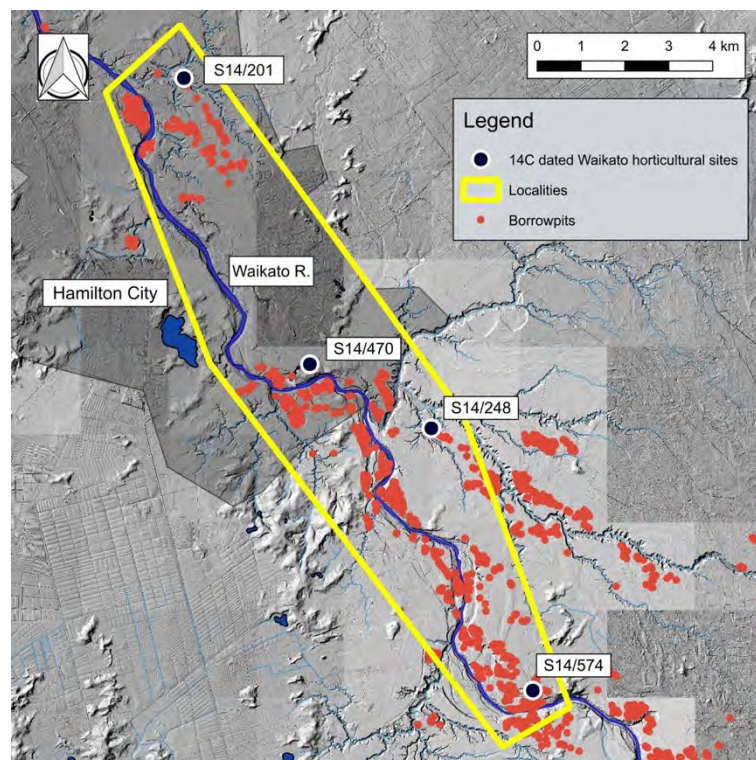 S14/201
0 1 2 3 4 km
Legend
14C dated Waikato horticultural sites
Localities
Borrowpits
Waikato R.
Hamilton City
S14/470
S14/248
S14/574